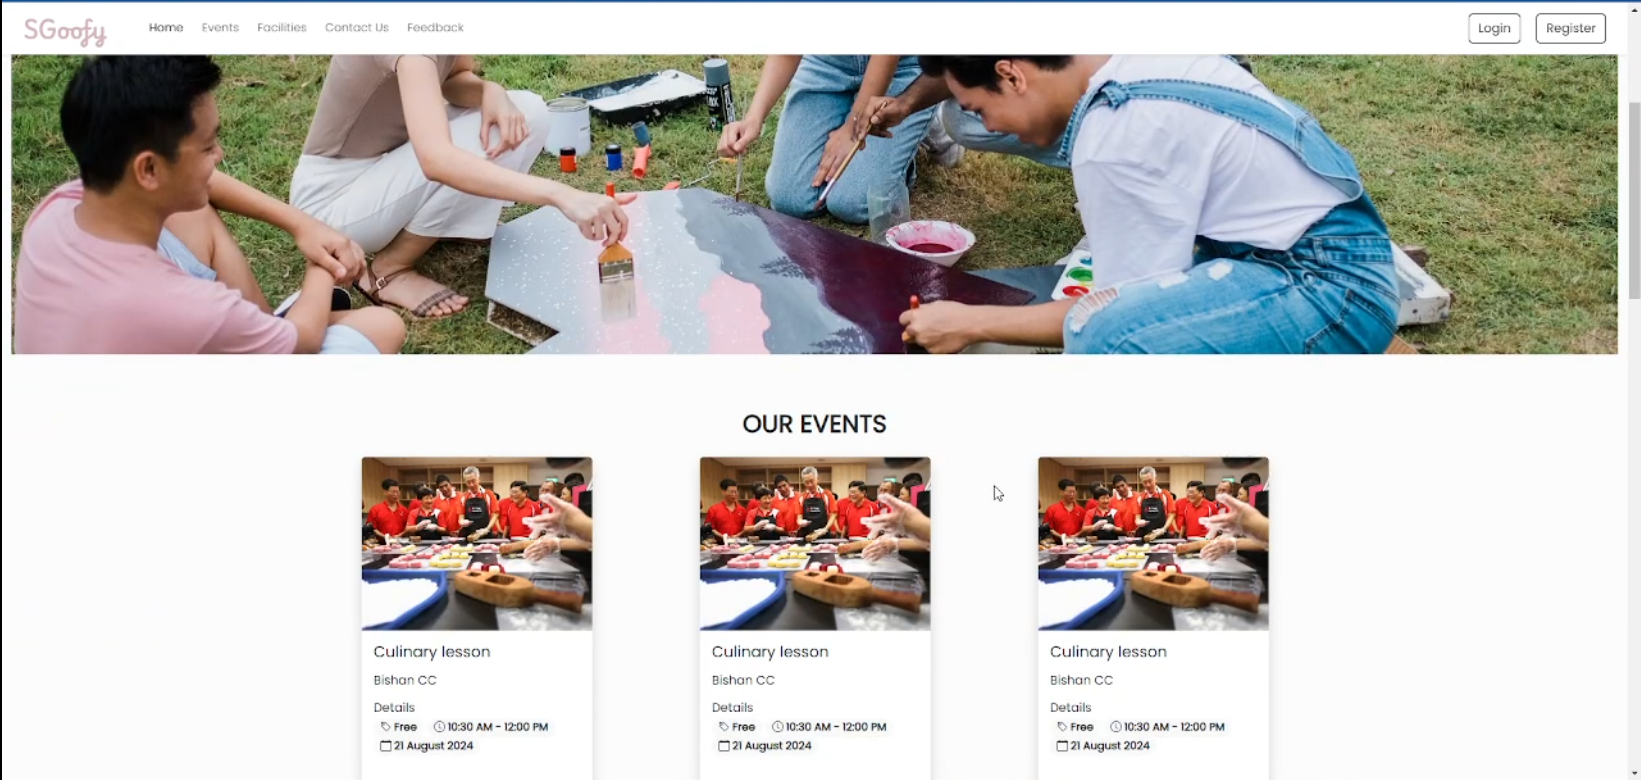 SGoofy Home Events Facilities Contact Us Feedback Login Register
OUR EVENTS
Culinary lesson
Bishan CC
Details
Free 10:30 AM - 12:00 PM
21 August 2024
Culinary lesson
Bishan CC
Details
Free 10:30 AM - 12:00 PM
21 August 2024
Culinary lesson
Bishan CC
Details
Free 10:30 AM - 12:00 PM
21 August 2024